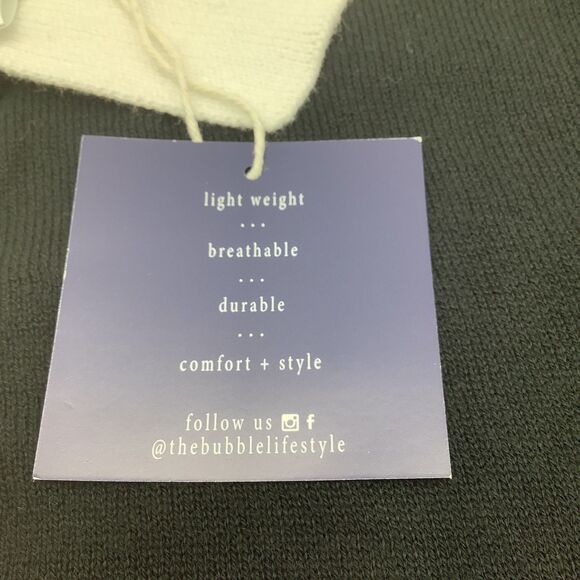 light weight
...
breathable
...
durable
...
comfort + style
follow us
@thebubblelifestyle